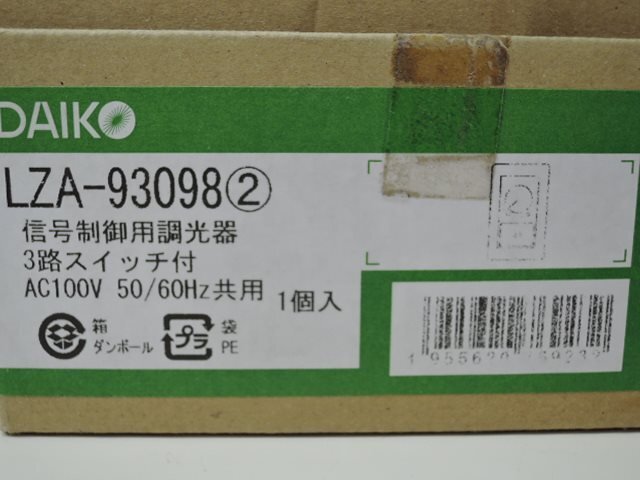 DAIKO
LZA-93098②
信号制御用調光器
3路スイッチ付
AC100V 50/60Hz共用
1個入
箱
ダンボール
プラ
袋
PE